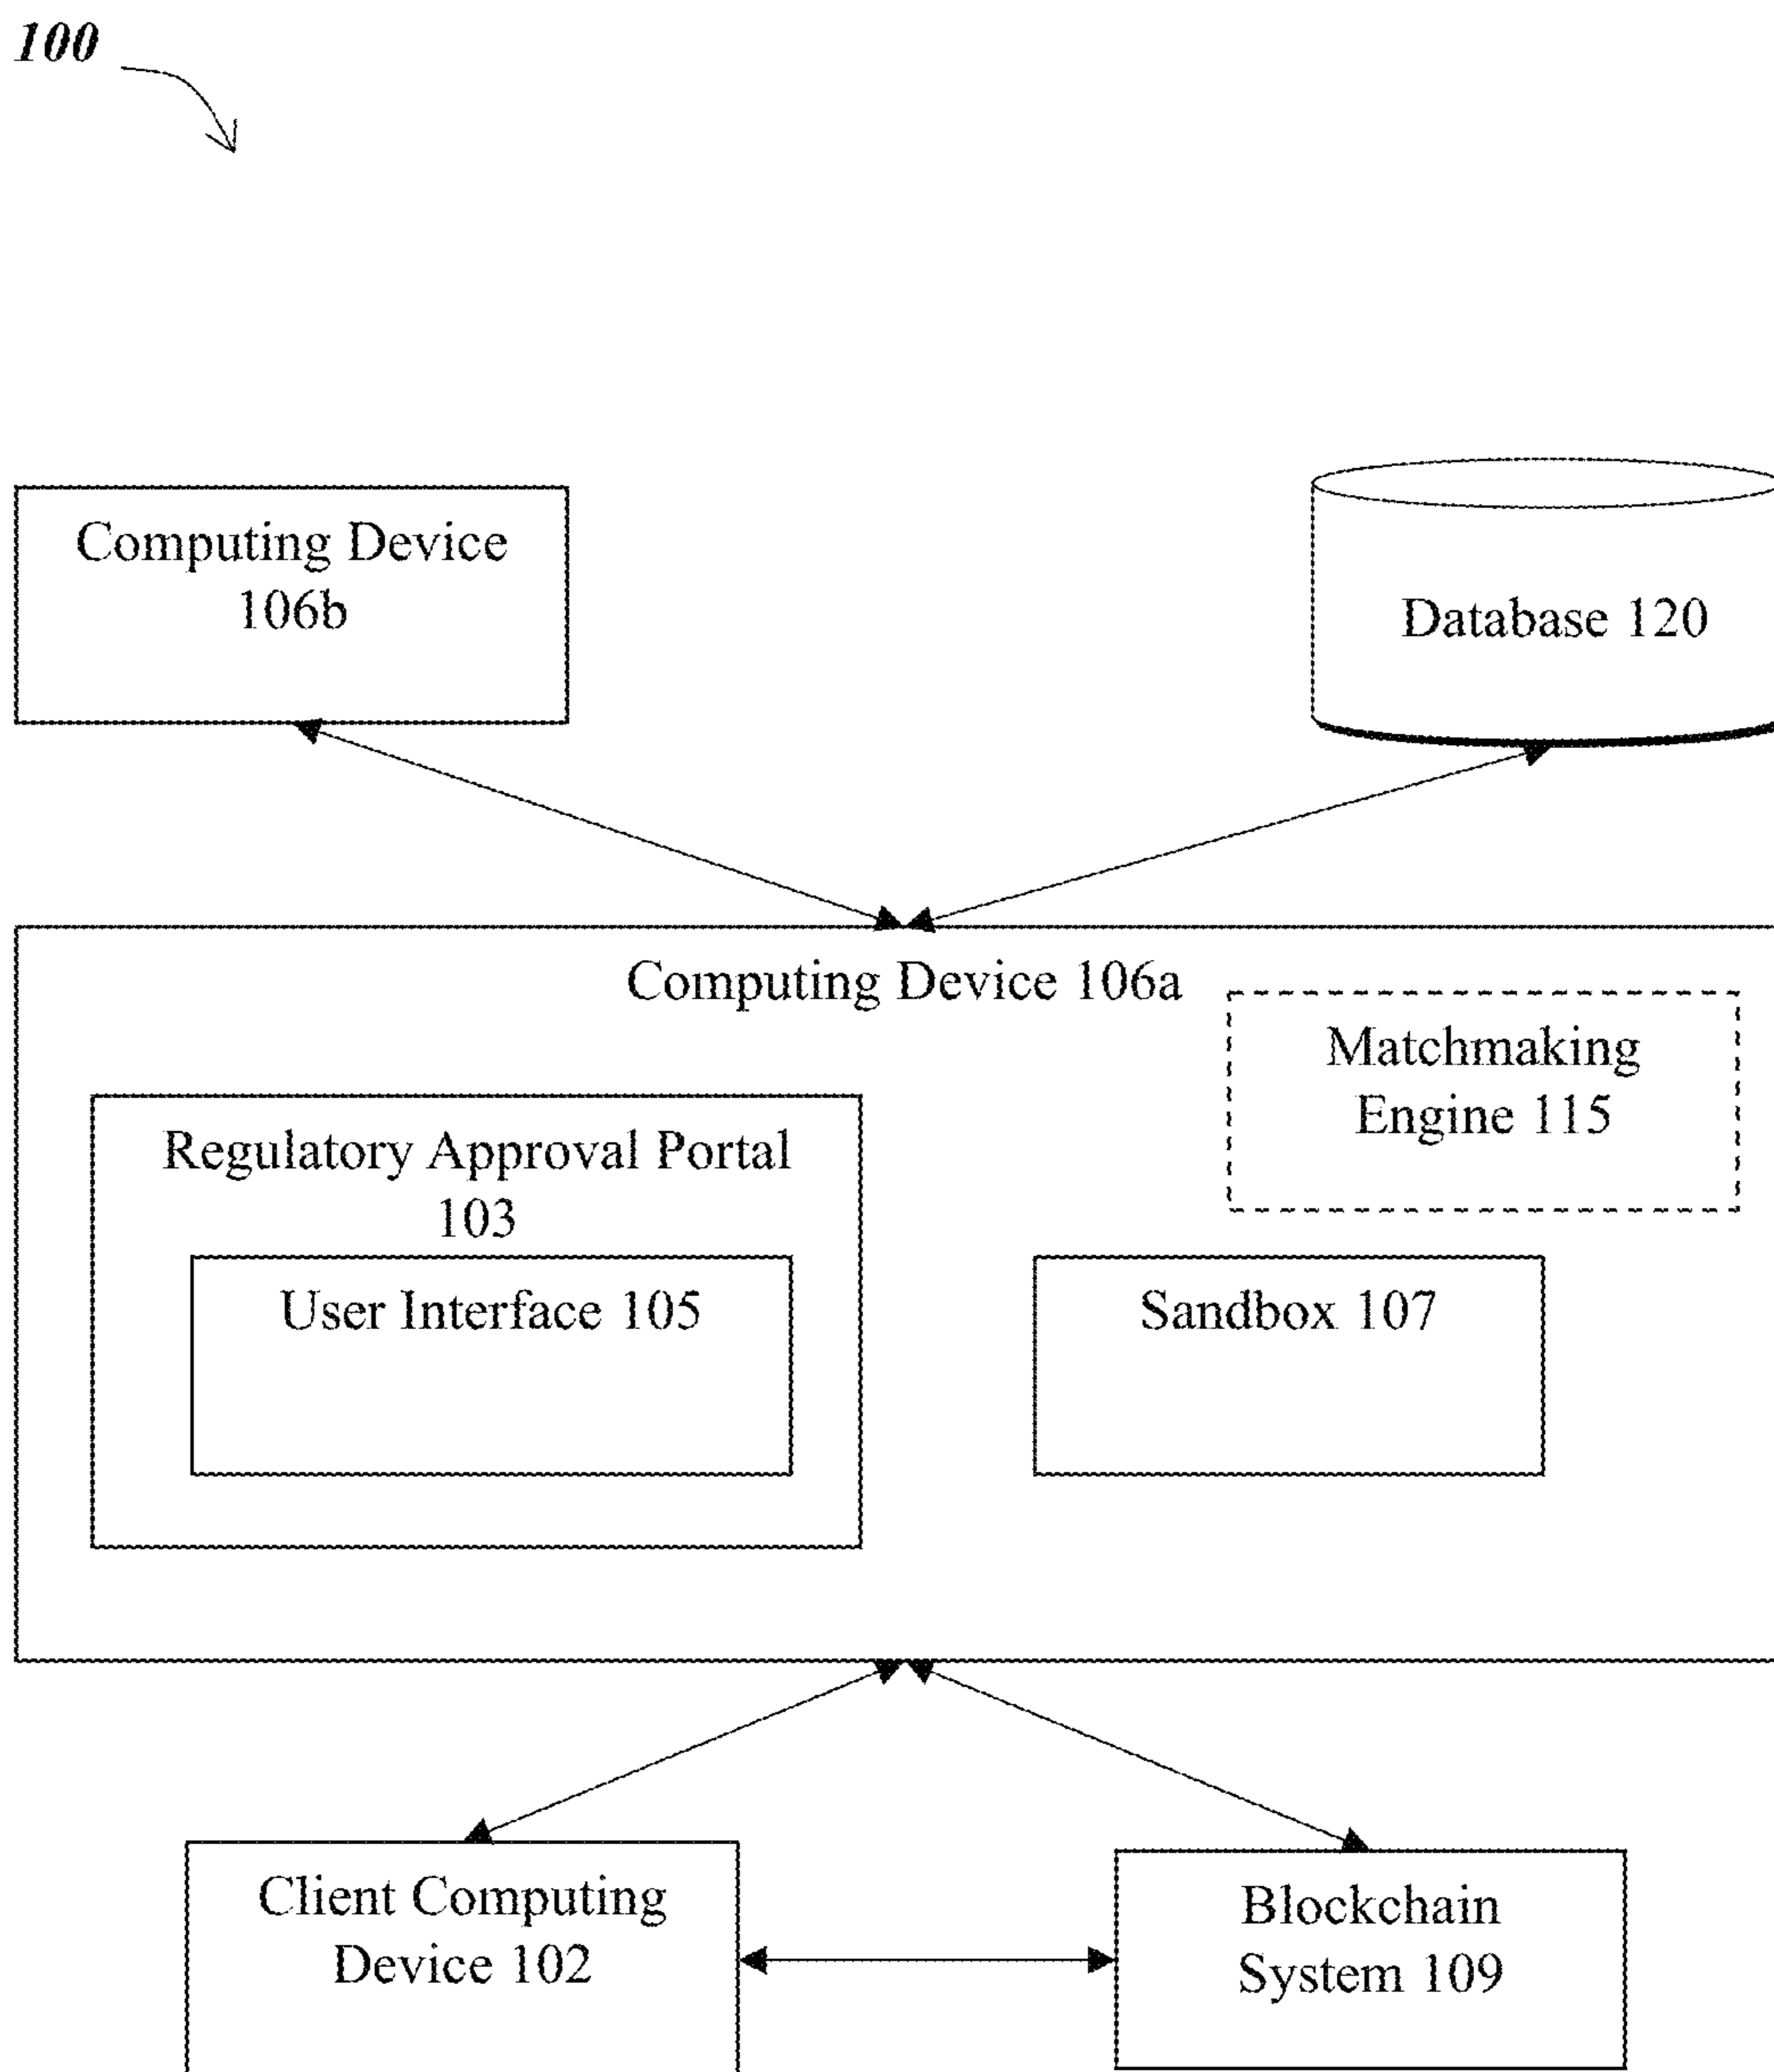 100
Computing Device
106b
Database 120
Computing Device 106a
Matchmaking
Engine 115
Regulatory Approval Portal
103
User Interface 105
Sandbox 107
Client Computing
Device 102
Blockchain
System 109